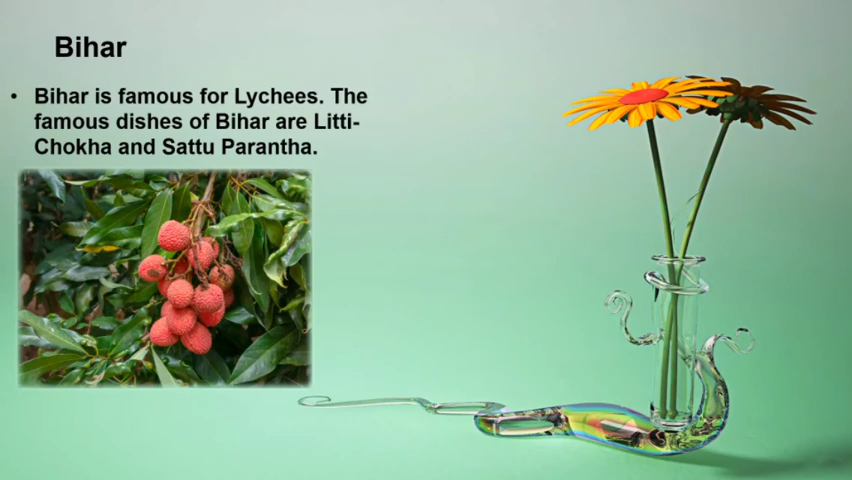 Bihar
• Bihar is famous for Lychees. The
famous dishes of Bihar are Litti-
Chokha and Sattu Parantha.